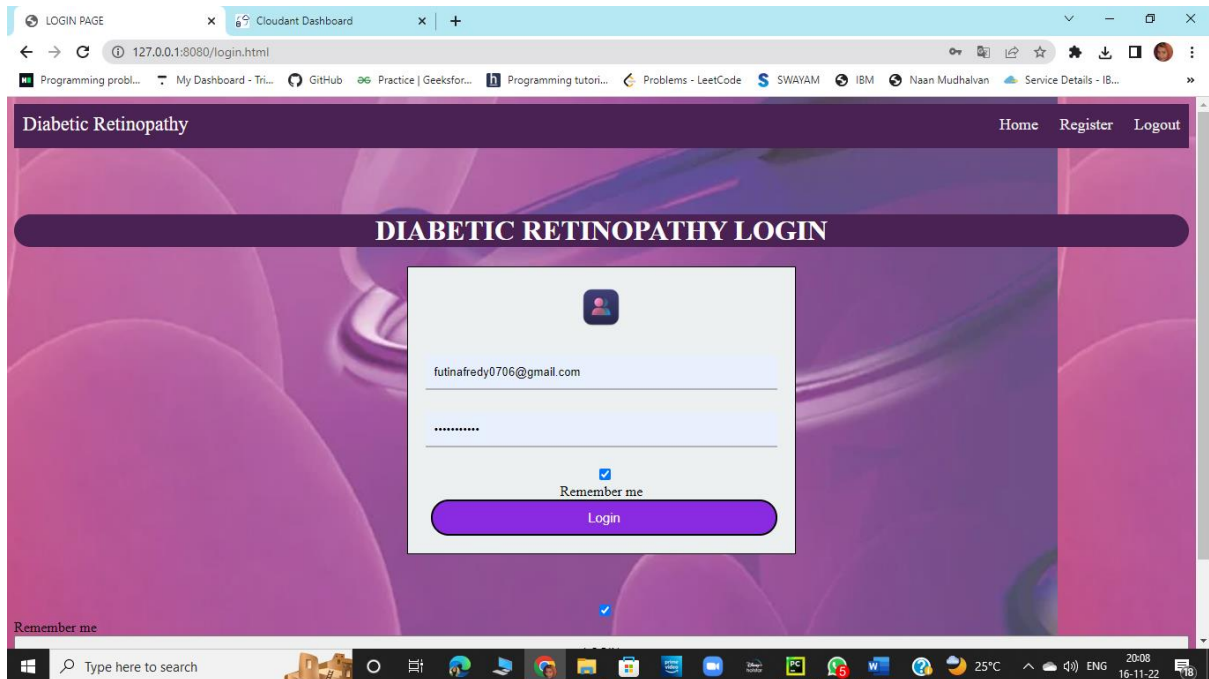 LOGIN PAGE
Cloudant Dashboard
127.0.0.1:8080/login.html
Programming probl... My Dashboard - Tri... GitHub Practice | Geeksfor... Programming tutori... Problems - LeetCode SWAYAM IBM Naan Mudhalvan Service Details - IB... »
Diabetic Retinopathy Home Register Logout
DIABETIC RETINOPATHY LOGIN
futinafredy0706@gmail.com
•••••••••••
Remember me
Login
Remember me
Type here to search
25°C
ENG
20:08
16-11-22